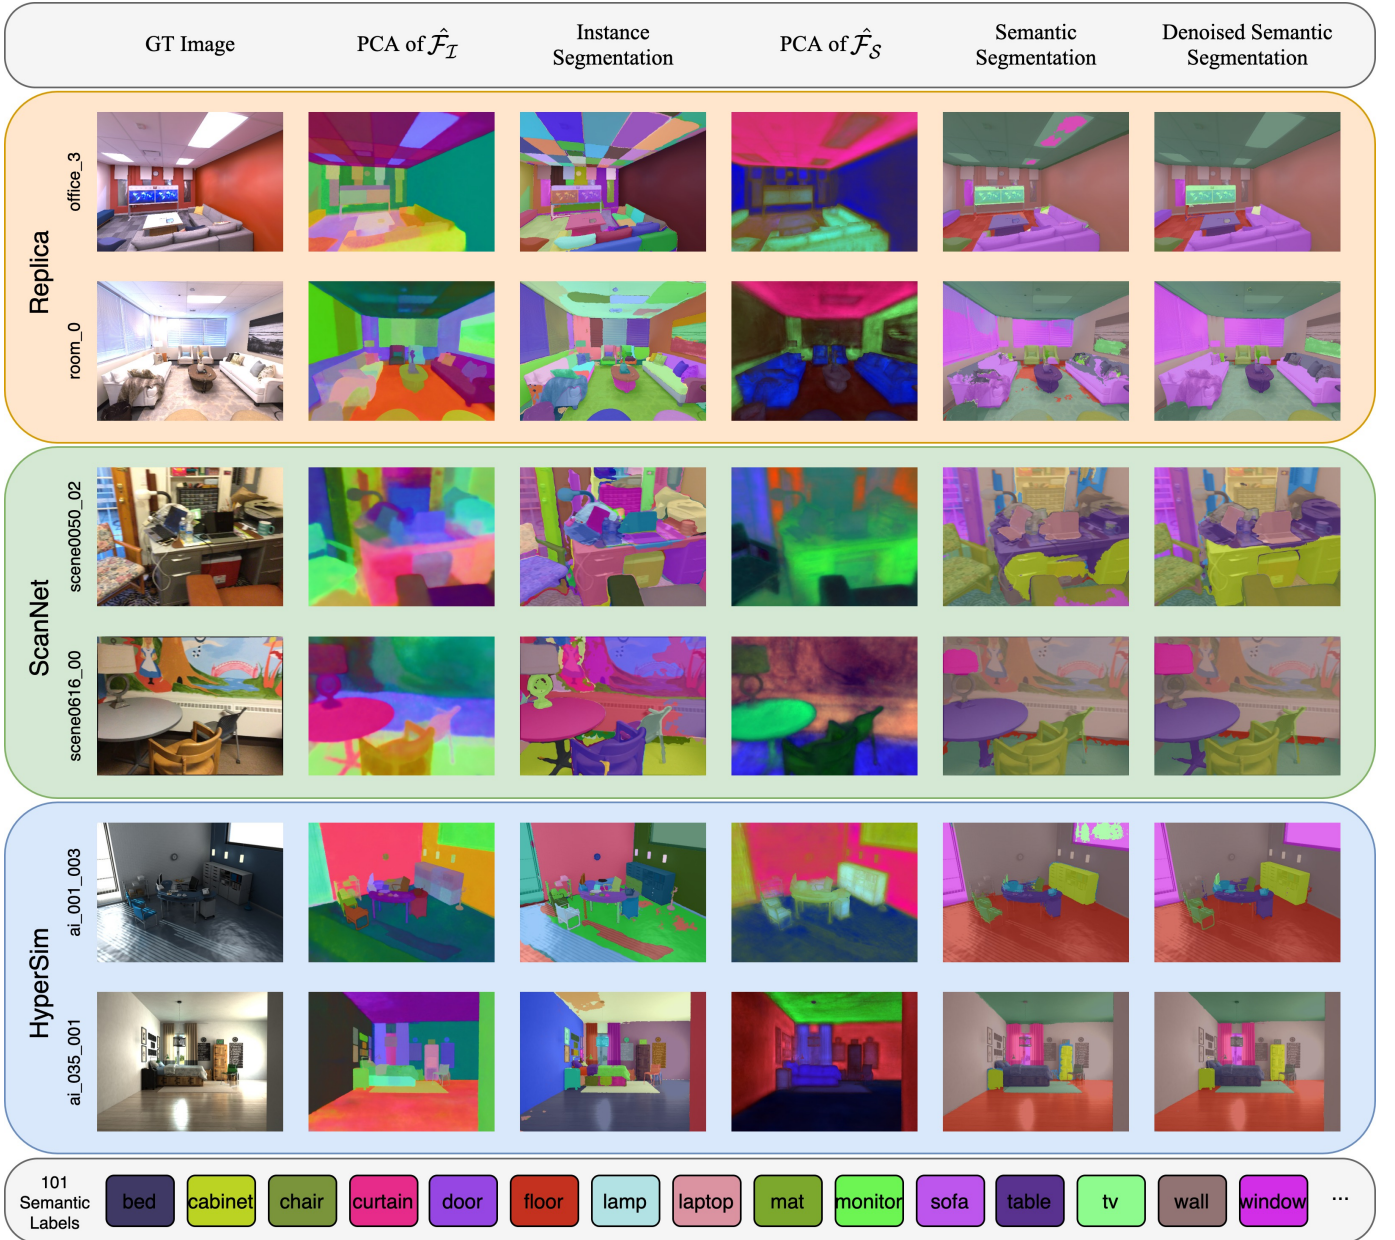 GT Image
PCA of $\hat{\mathcal{F}}_{\mathcal{I}}$
Instance
Segmentation
PCA of $\hat{\mathcal{F}}_{\mathcal{S}}$
Semantic
Segmentation
Denoised Semantic
Segmentation
Replica
office_3
room_0
ScanNet
scene0050_02
scene0616_00
HyperSim
ai_001_003
ai_035_001
101
Semantic
Labels
bed
cabinet
chair
curtain
door
floor
lamp
laptop
mat
monitor
sofa
table
tv
wall
window
...